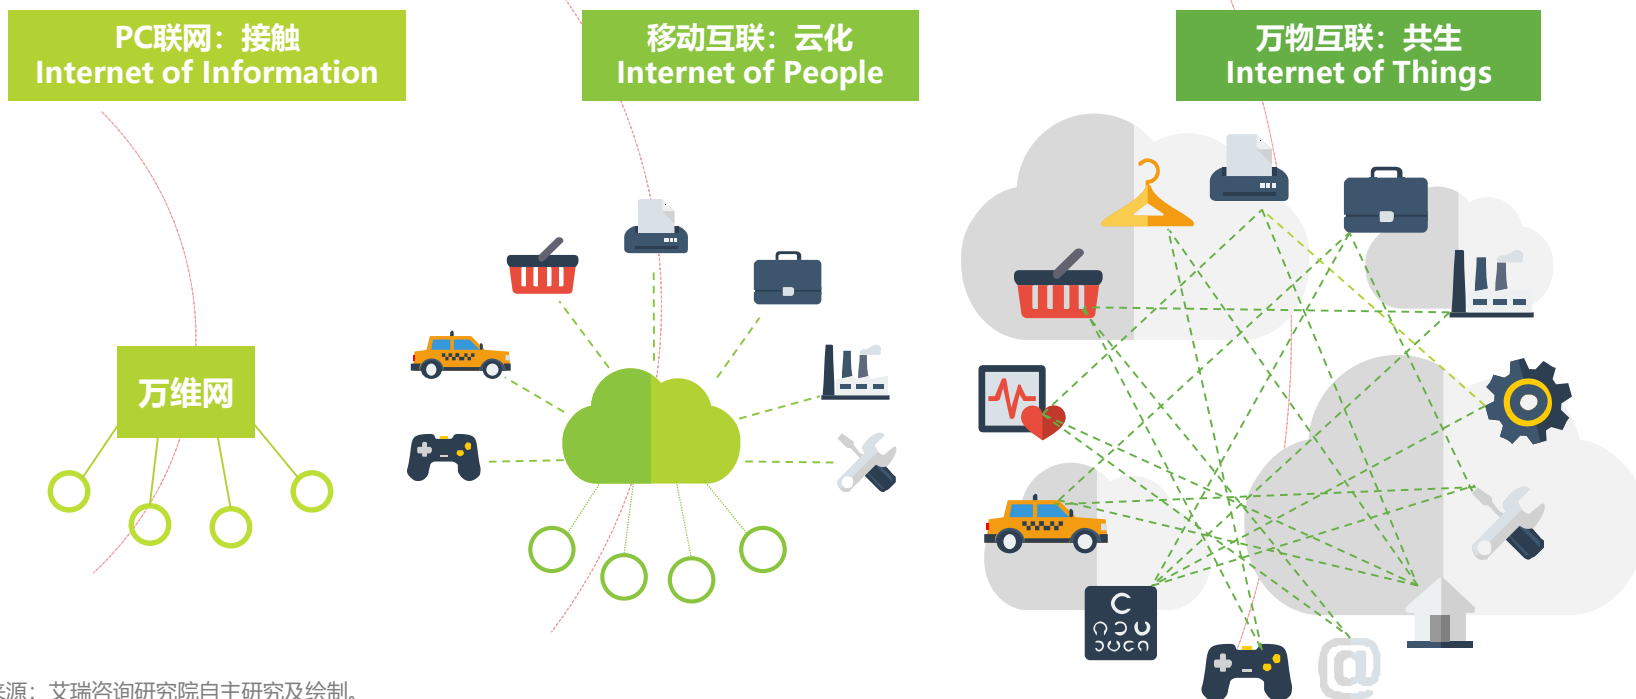 PC联网：接触
Internet of Information
移动互联：云化
Internet of People
万物互联：共生
Internet of Things
万维网
@
来源：艾瑞咨询研究院自主研究及绘制。